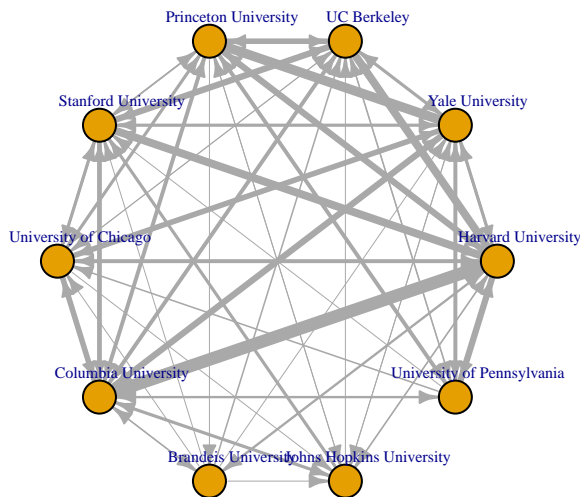 Princeton University
UC Berkeley
Stanford University
Yale University
University of Chicago
Harvard University
Columbia University
University of Pennsylvania
Brandeis University
Johns Hopkins University